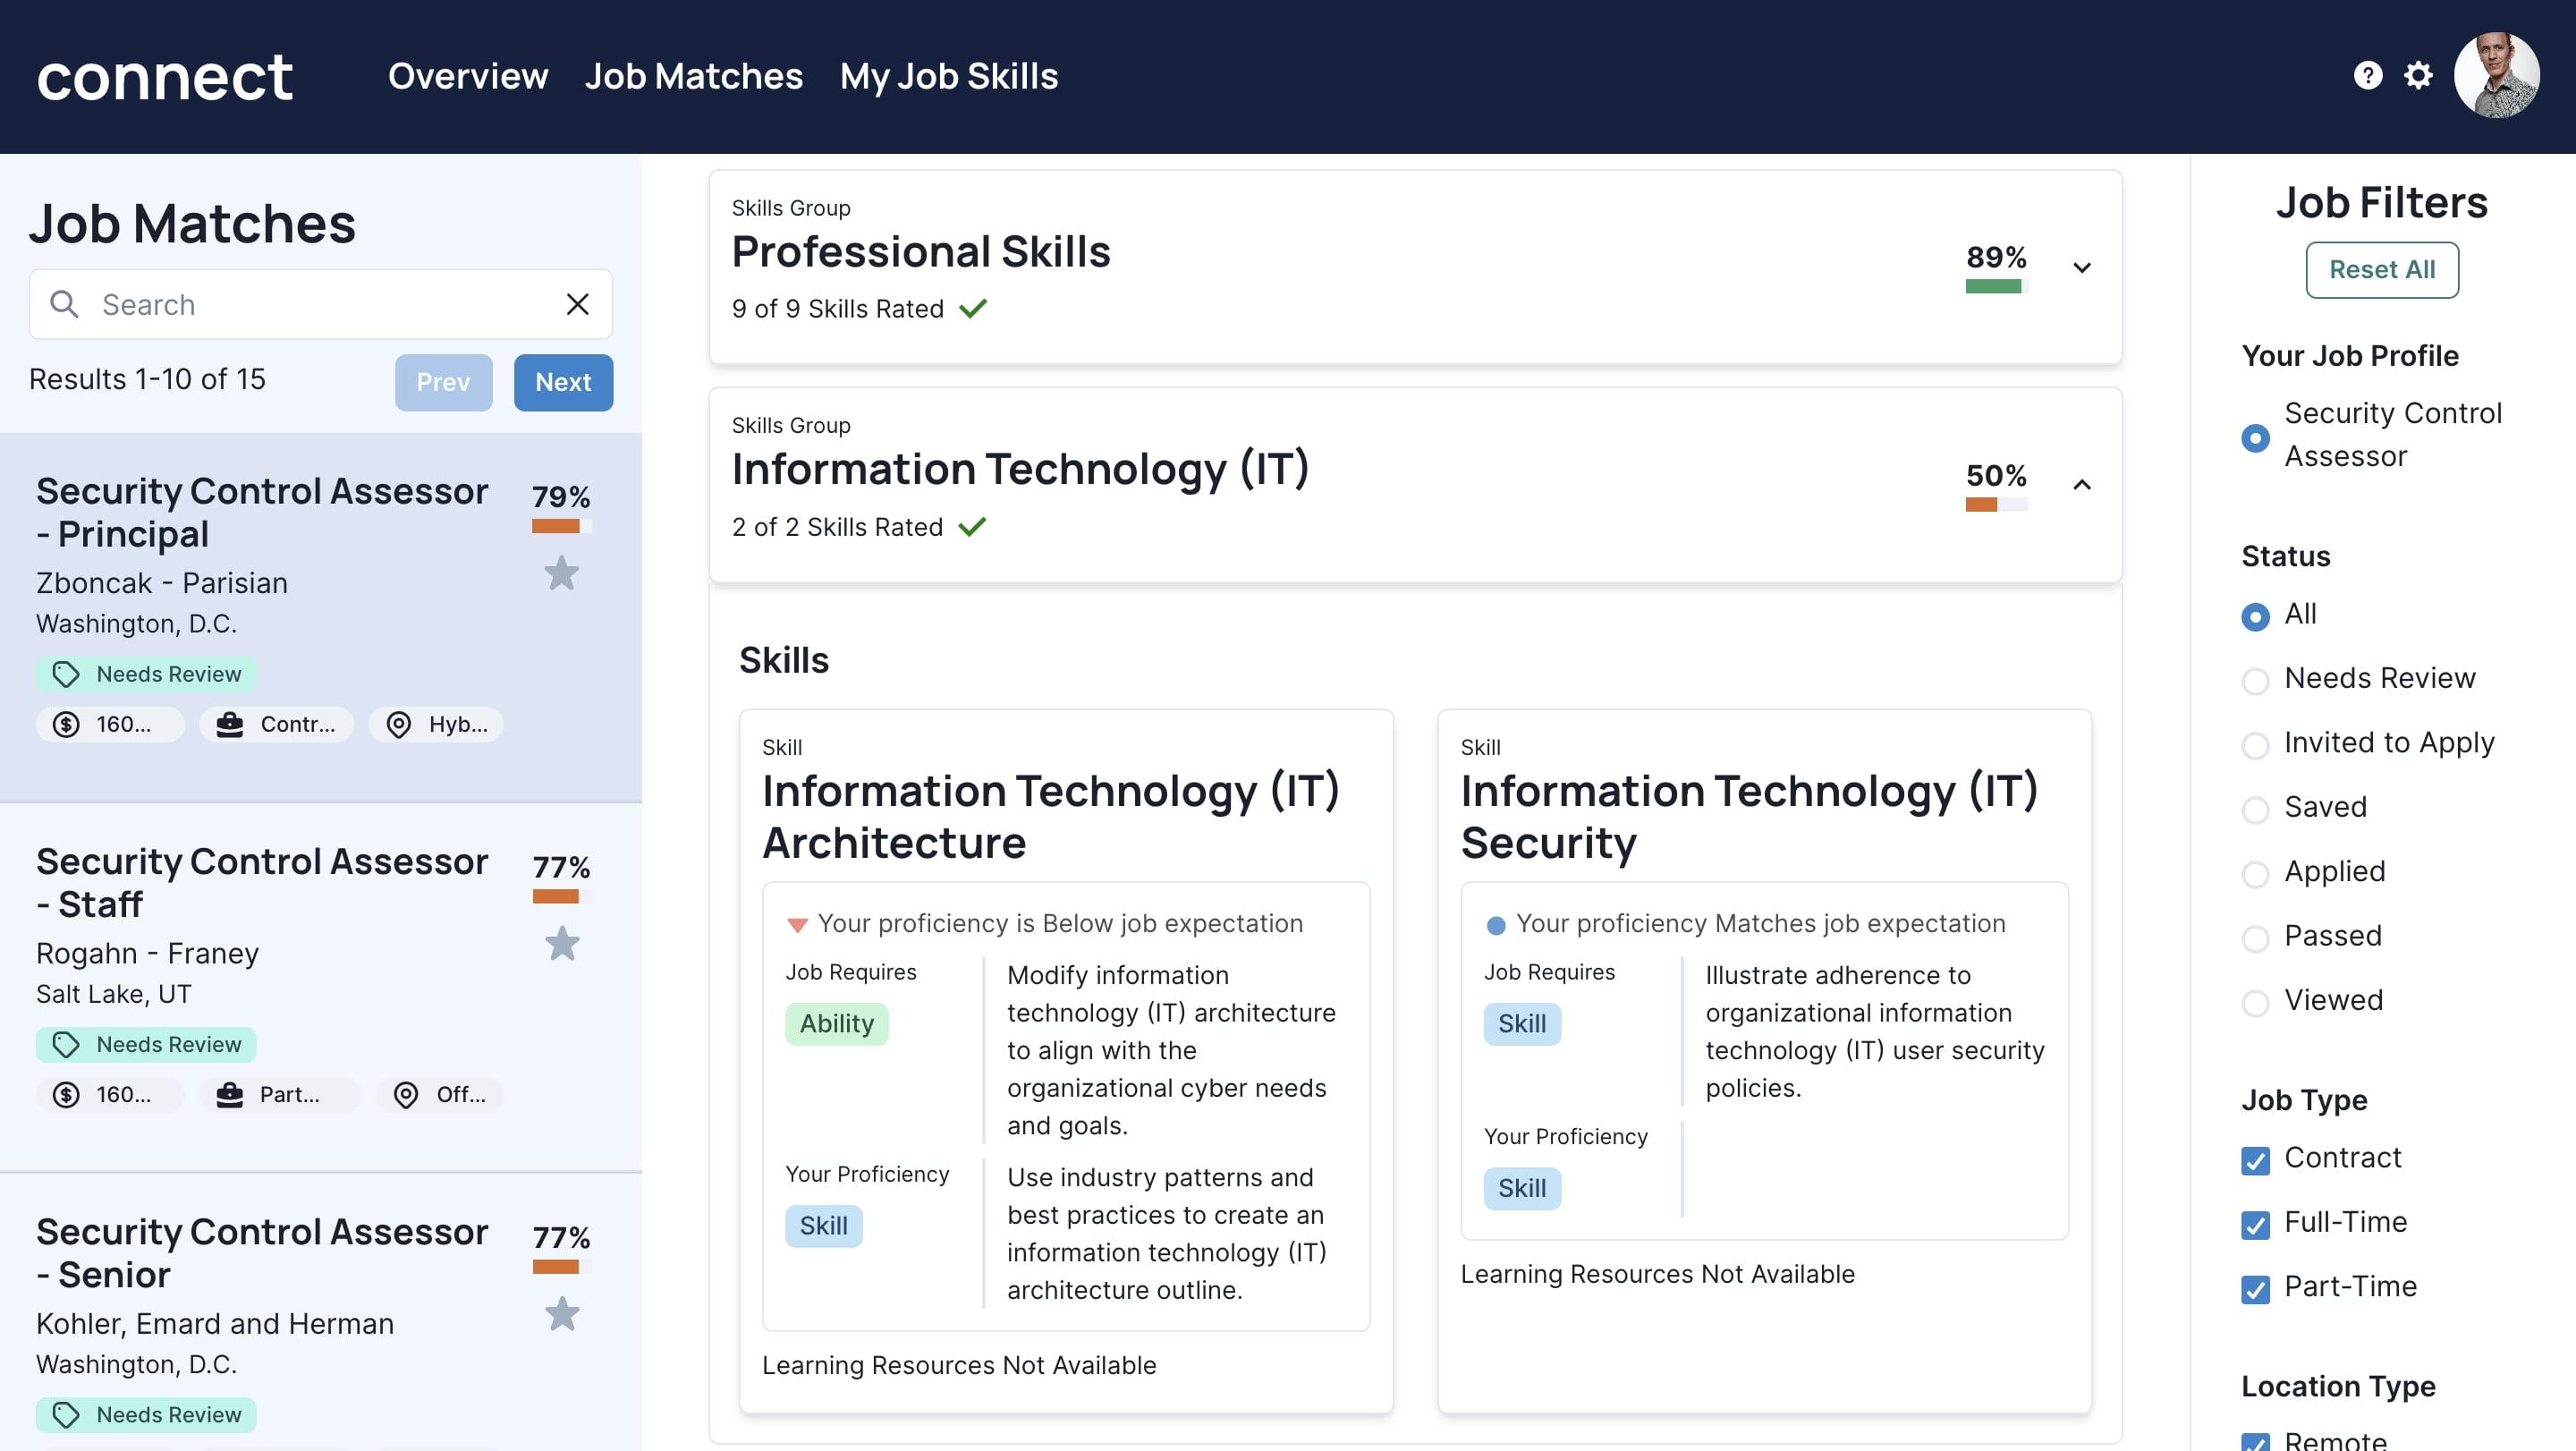 connect
Overview
Job Matches
My Job Skills
?
Job Matches
Search
Results 1-10 of 15
Prev
Next
Security Control Assessor
- Principal
79%
Zboncak - Parisian
Washington, D.C.
Needs Review
160...
Contr...
Hyb...
Security Control Assessor
- Staff
77%
Rogahn - Franey
Salt Lake, UT
Needs Review
160...
Part...
Off...
Security Control Assessor
- Senior
77%
Kohler, Emard and Herman
Washington, D.C.
Needs Review
Skills Group
Professional Skills
9 of 9 Skills Rated
89%
Skills Group
Information Technology (IT)
2 of 2 Skills Rated
50%
Skills
Skill
Information Technology (IT)
Architecture
Your proficiency is Below job expectation
Job Requires
Ability
Modify information
technology (IT) architecture
to align with the
organizational cyber needs
and goals.
Your Proficiency
Skill
Use industry patterns and
best practices to create an
information technology (IT)
architecture outline.
Learning Resources Not Available
Skill
Information Technology (IT)
Security
Your proficiency Matches job expectation
Job Requires
Skill
Illustrate adherence to
organizational information
technology (IT) user security
policies.
Your Proficiency
Skill
Learning Resources Not Available
Job Filters
Reset All
Your Job Profile
Security Control
Assessor
Status
All
Needs Review
Invited to Apply
Saved
Applied
Passed
Viewed
Job Type
Contract
Full-Time
Part-Time
Location Type
Remote